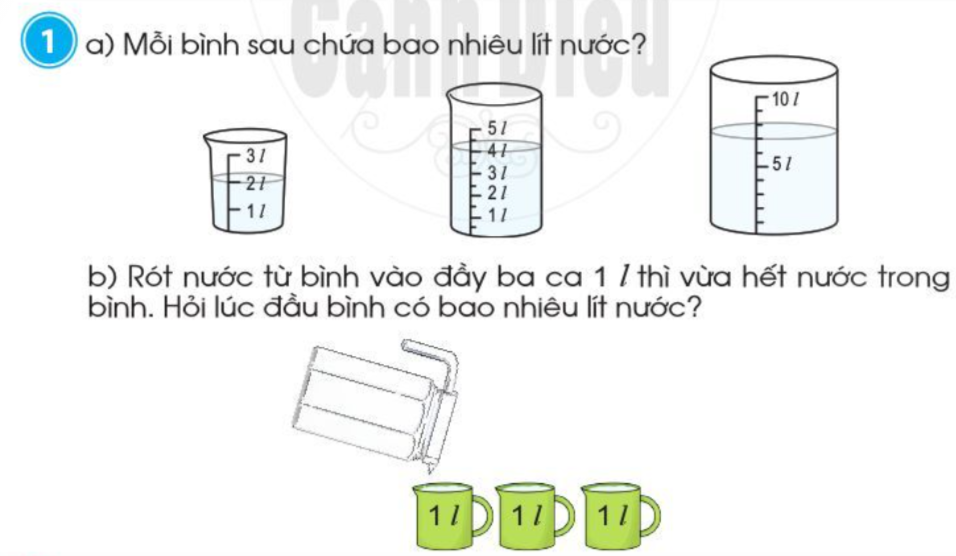 Cánh Diều
1 a) Mỗi bình sau chứa bao nhiêu lít nước?
3 l
2 l
1 l
5 l
4 l
3 l
2 l
1 l
10 l
5 l
b) Rót nước từ bình vào đầy ba ca 1 l thì vừa hết nước trong
bình. Hỏi lúc đầu bình có bao nhiêu lít nước?
1 l 1 l 1 l